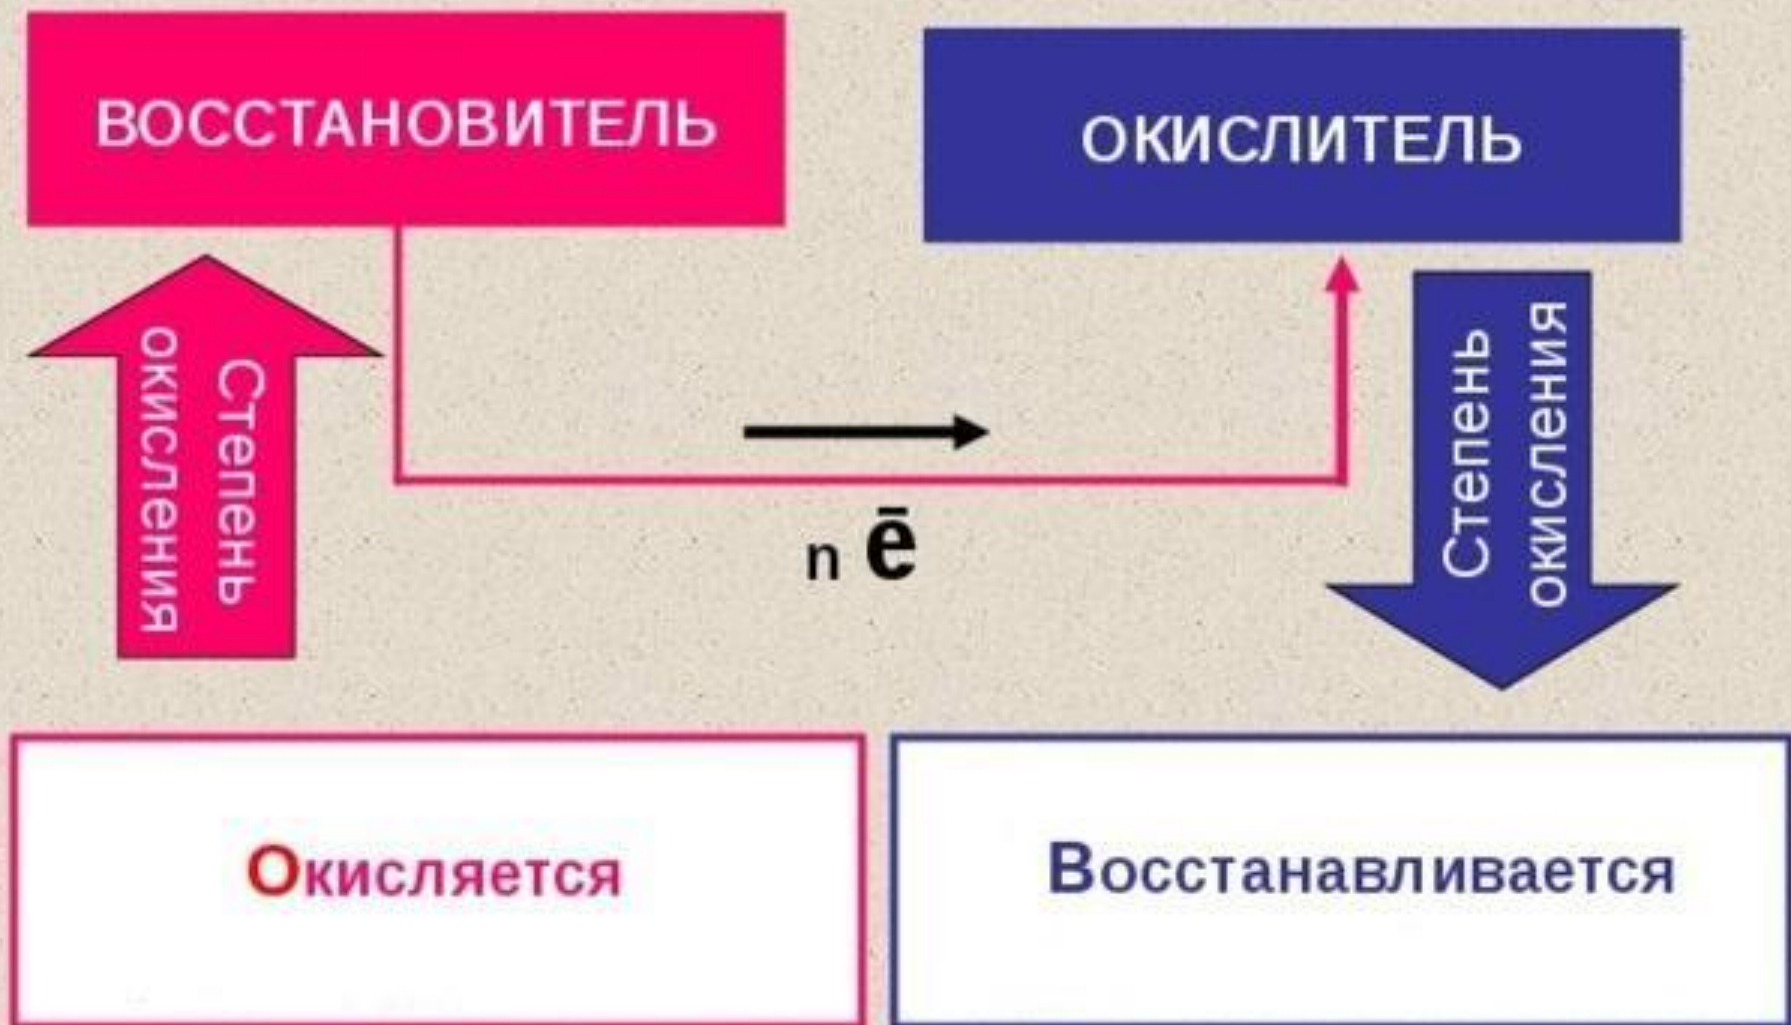 ВОССТАНОВИТЕЛЬ
ОКИСЛИТЕЛЬ
Степень
окисления
n ē
Степень
окисления
Окисляется
Восстанавливается